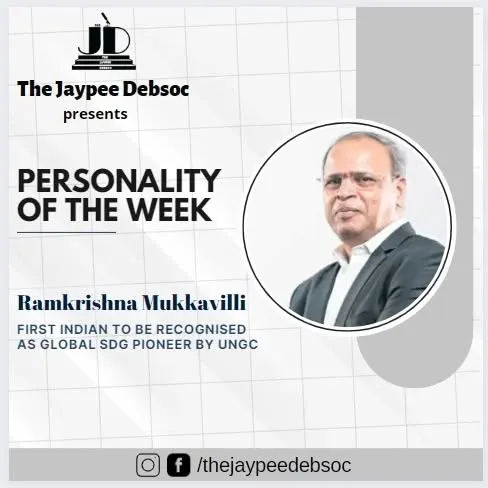 JD
The Jaypee Debsoc
presents
PERSONALITY
OF THE WEEK
Ramkrishna Mukkavilli
FIRST INDIAN TO BE RECOGNISED
AS GLOBAL SDG PIONEER BY UNGC
/thejaypeedebsoc